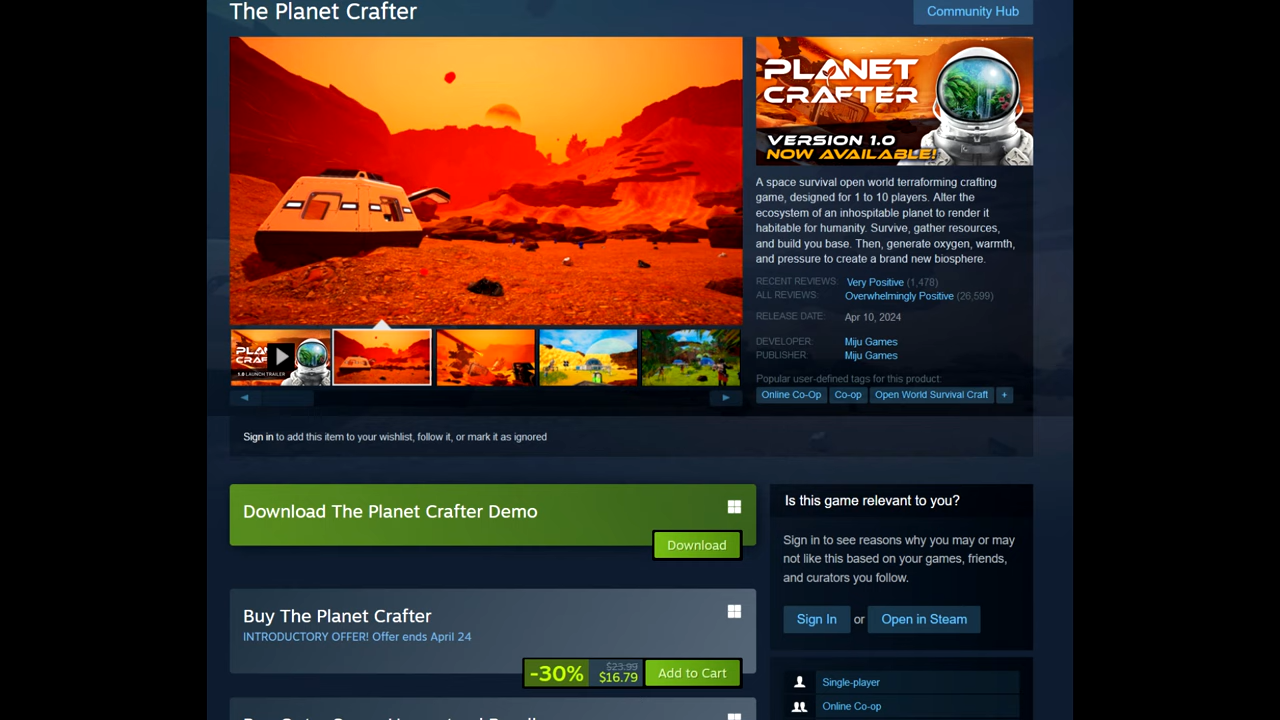 The Planet Crafter
Community Hub
PLANET
CRAFTER
VERSION 1.0
NOW AVAILABLE!
A space survival open world terraforming crafting
game, designed for 1 to 10 players. Alter the
ecosystem of an inhospitable planet to render it
habitable for humanity. Survive, gather resources,
and build you base. Then, generate oxygen, warmth,
and pressure to create a brand new biosphere.
RECENT REVIEWS: Very Positive (1,478)
ALL REVIEWS: Overwhelmingly Positive (26,599)
RELEASE DATE: Apr 10, 2024
DEVELOPER: Miju Games
PUBLISHER: Miju Games
Popular user-defined tags for this product:
Online Co-Op Co-op Open World Survival Craft +
1.0 LAUNCH TRAILER
Sign in to add this item to your wishlist, follow it, or mark it as ignored
Download The Planet Crafter Demo
Download
Is this game relevant to you?
Sign in to see reasons why you may or may
not like this based on your games, friends,
and curators you follow.
Sign In or Open in Steam
Buy The Planet Crafter
INTRODUCTORY OFFER! Offer ends April 24
-30% $23.99 $16.79 Add to Cart
Single-player
Online Co-op